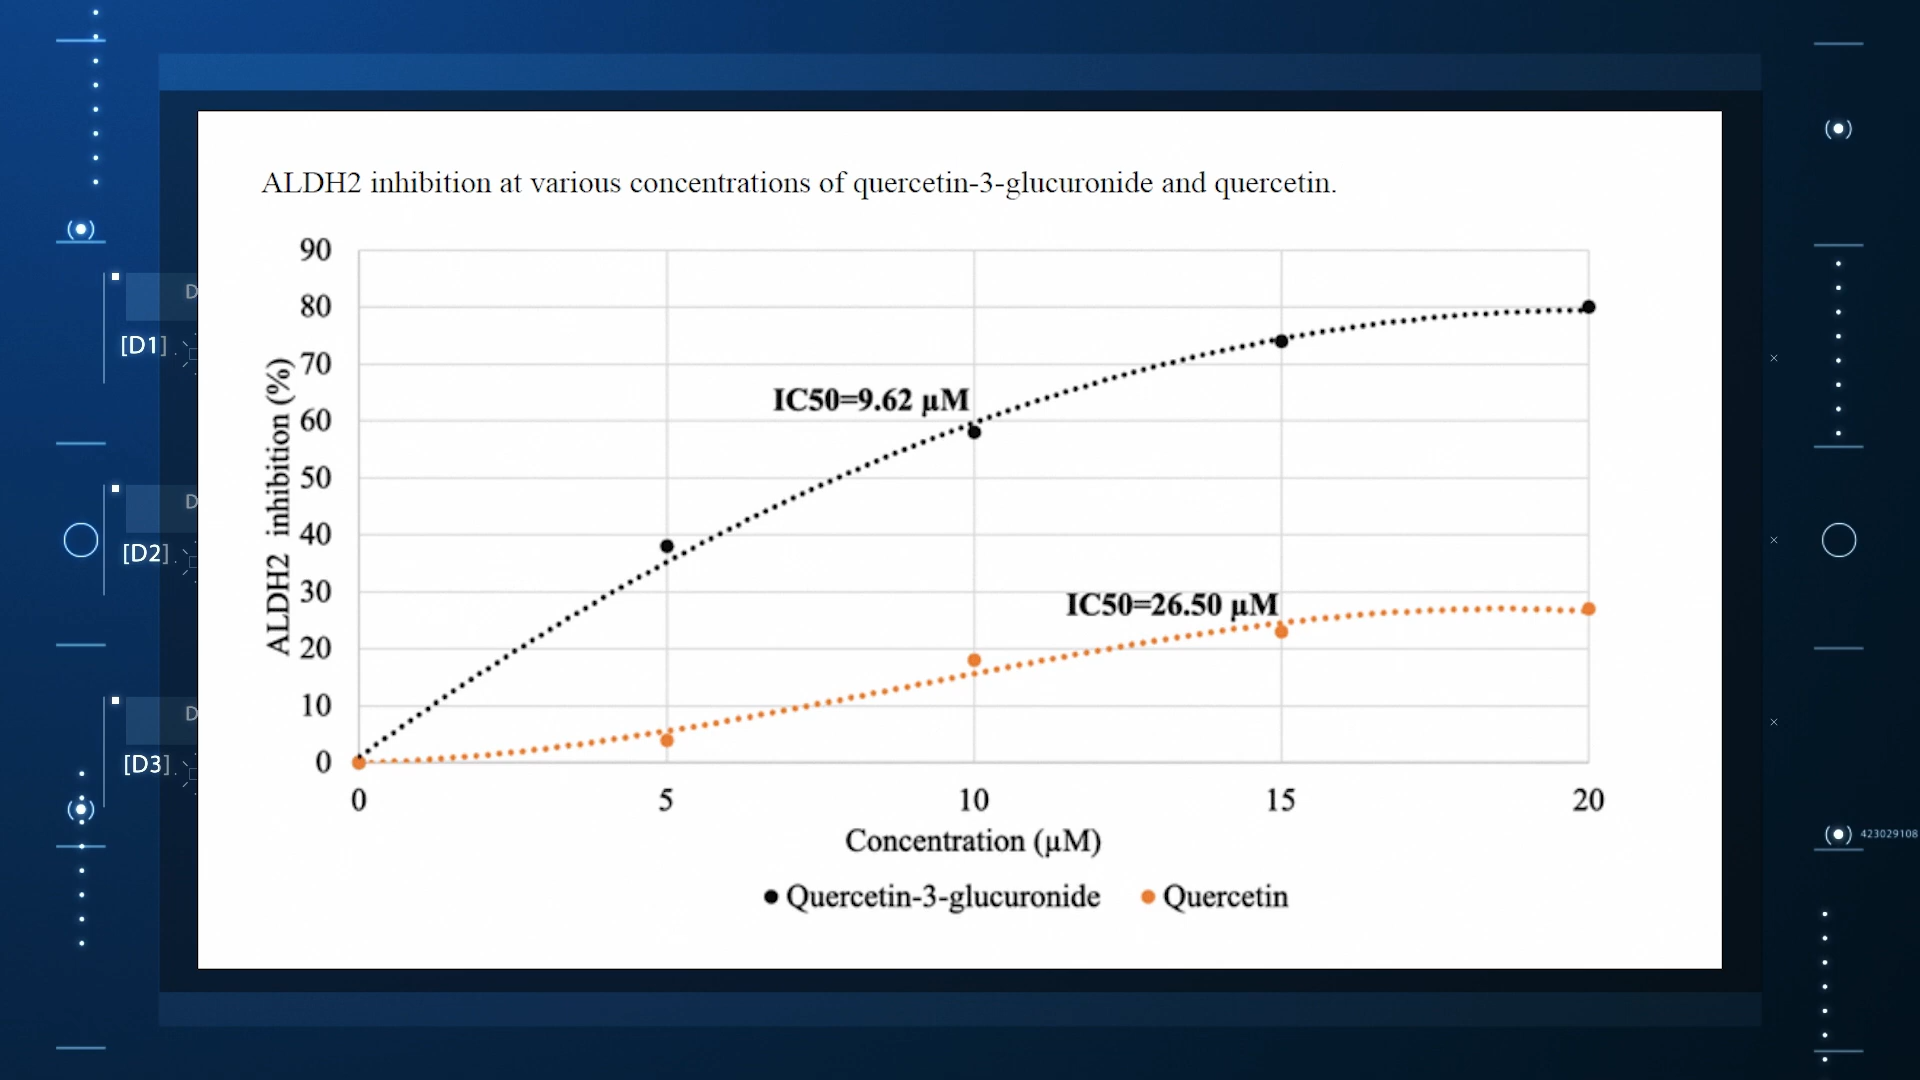 ALDH2 inhibition at various concentrations of quercetin-3-glucuronide and quercetin.
90
80
70
60
50
40
30
20
10
0
ALDH2 inhibition (%)
IC50=9.62 µM
IC50=26.50 µM
0 5 10 15 20
Concentration (µM)
Quercetin-3-glucuronide Quercetin
D
[D1]
D
[D2]
D
[D3]
423029108